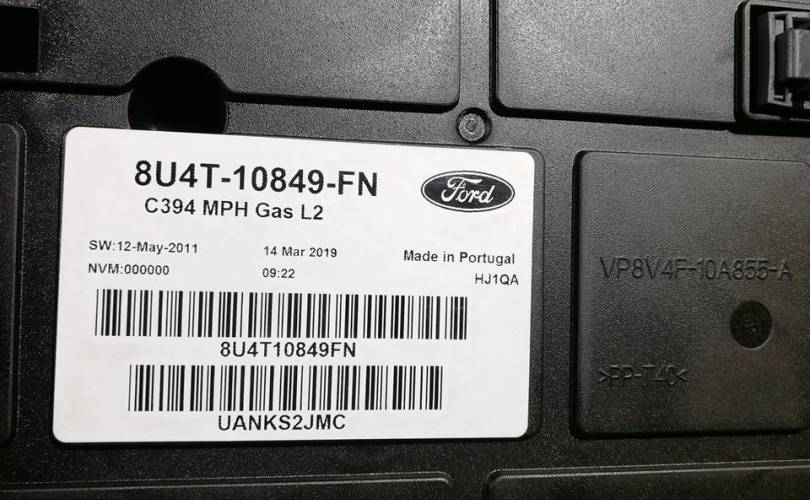 8U4T-10849-FN
Ford
C394 MPH Gas L2
SW:12-May-2011
14 Mar 2019
Made in Portugal
NVM:000000
09:22
HJ1QA
8U4T10849FN
UANKS2JMC
VP8V4F-10A855-A
>PP-T40<